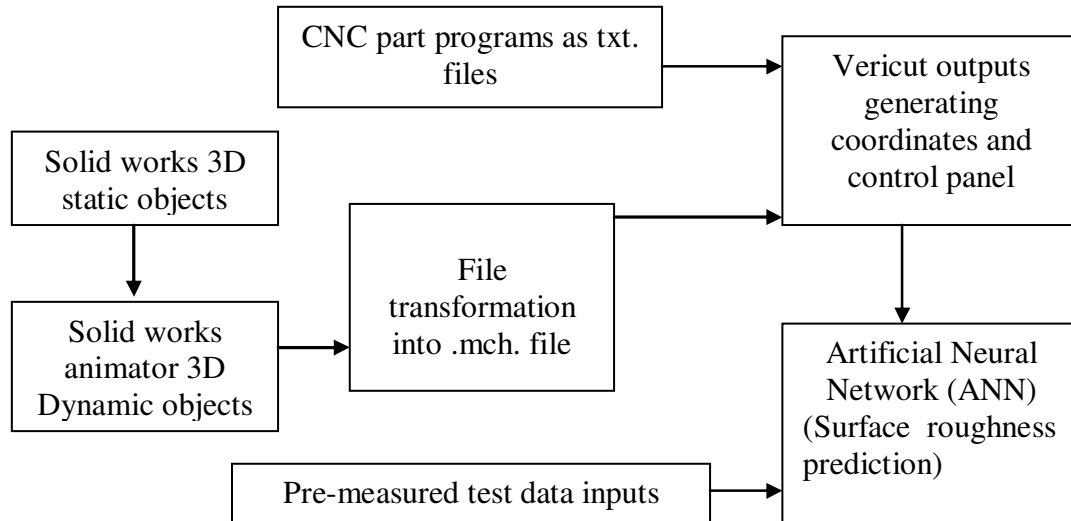 CNC part programs as txt.
files
Vericut outputs
generating
coordinates and
control panel
Solid works 3D
static objects
File
transformation
into .mch. file
Solid works
animator 3D
Dynamic objects
Artificial Neural
Network (ANN)
(Surface roughness
prediction)
Pre-measured test data inputs